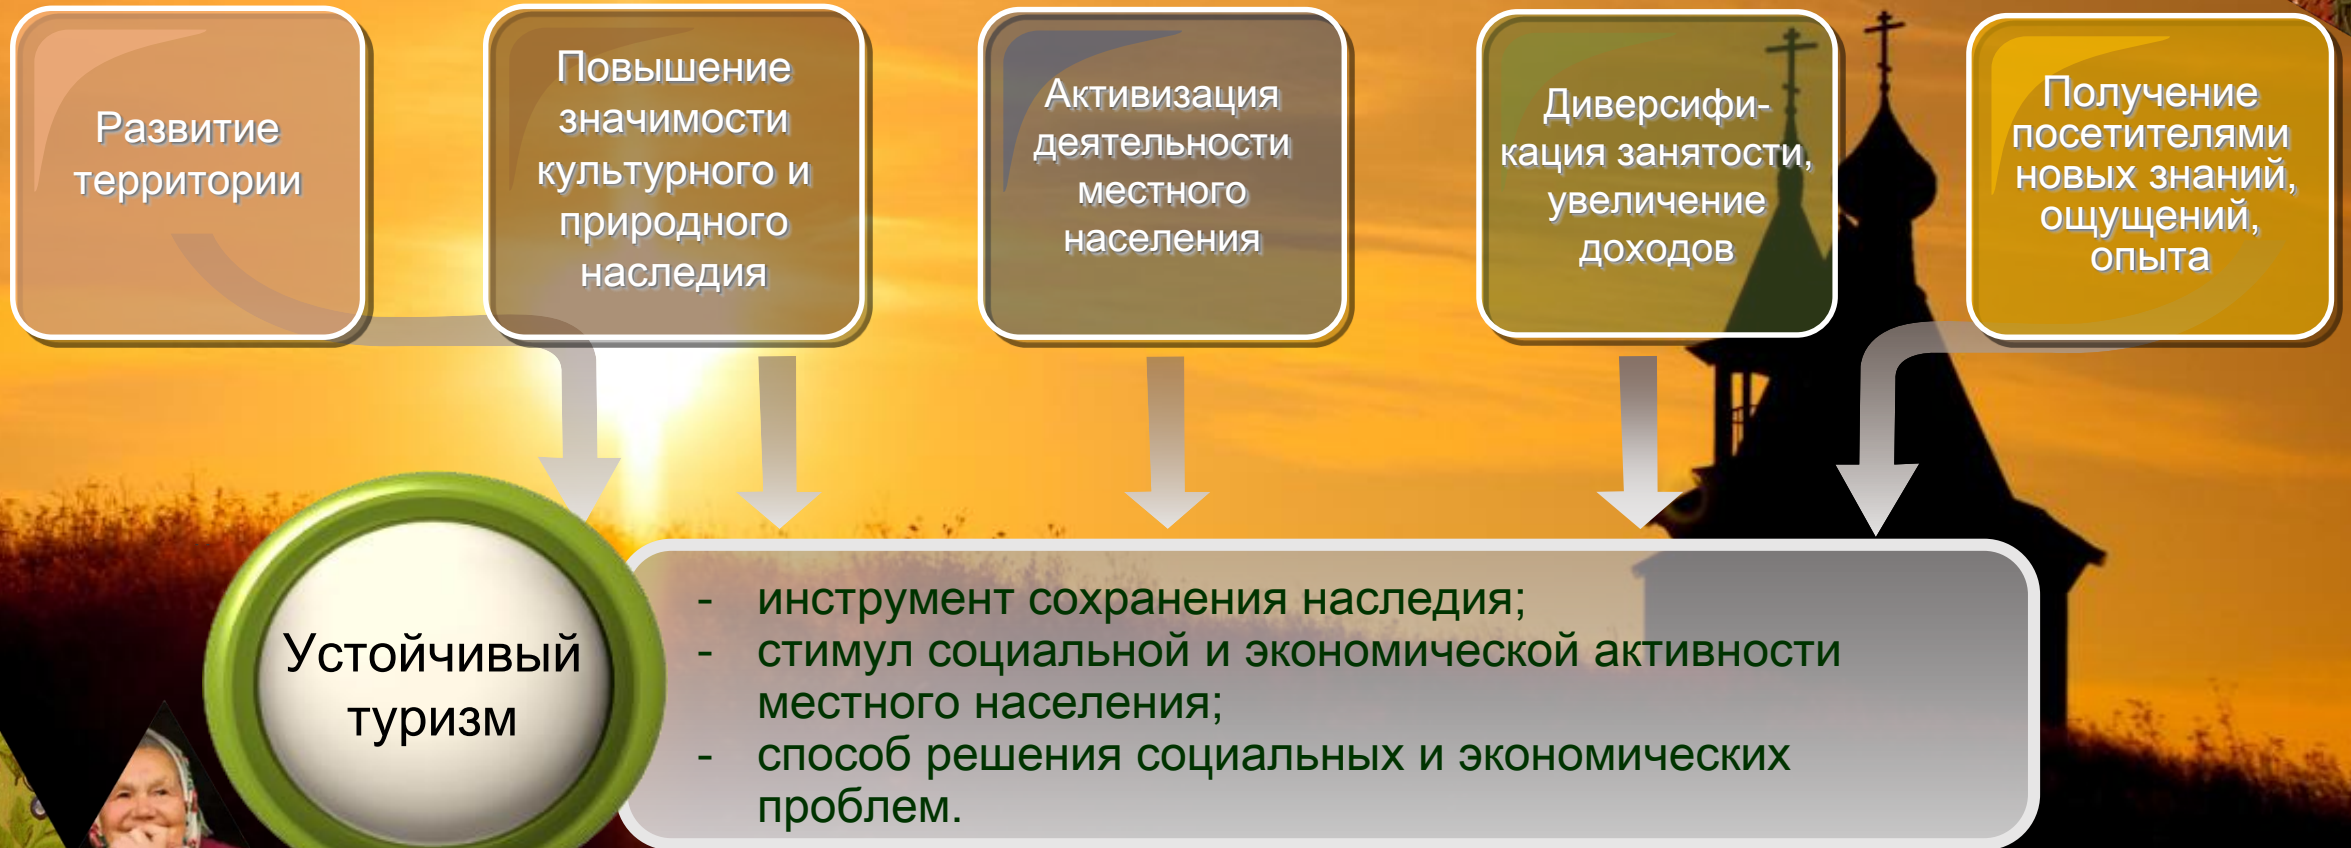 Развитие
территории
Повышение
значимости
культурного и
природного
наследия
Активизация
деятельности
местного
населения
Диверсифи-
кация занятости,
увеличение
доходов
Получение
посетителями
новых знаний,
ощущений,
опыта
Устойчивый
туризм
- инструмент сохранения наследия;
- стимул социальной и экономической активности
местного населения;
- способ решения социальных и экономических
проблем.